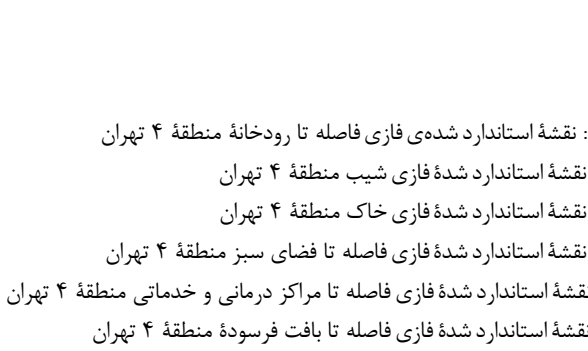 : نقشهٔ استاندارد شده‌ی فازی فاصله تا رودخانهٔ منطقهٔ ۴ تهران
نقشهٔ استاندارد شدهٔ فازی شیب منطقهٔ ۴ تهران
نقشهٔ استاندارد شدهٔ فازی خاک منطقهٔ ۴ تهران
نقشهٔ استاندارد شدهٔ فازی فاصله تا فضای سبز منطقهٔ ۴ تهران
نقشهٔ استاندارد شدهٔ فازی فاصله تا مراکز درمانی و خدماتی منطقهٔ ۴ تهران
نقشهٔ استاندارد شدهٔ فازی فاصله تا بافت فرسودهٔ منطقهٔ ۴ تهران